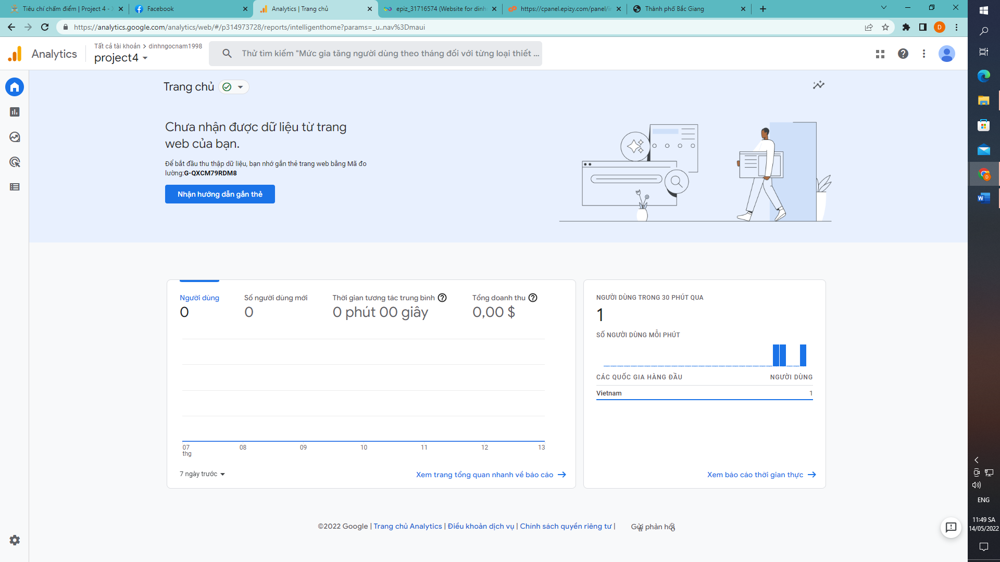 Tiêu chí chấm điểm | Project 4 -
Facebook
Analytics | Trang chủ
epiz_31716574 (Website for dinh
https://cpanel.epizy.com/panel/i
Thành phố Bắc Giang
https://analytics.google.com/analytics/web/#/p314973728/reports/intelligenthome?params=_u..nav%3Dmaui
D
Analytics
Tất cả tài khoản > dinhngocnam1998
project4
Thử tìm kiếm "Mức gia tăng người dùng theo tháng đối với từng loại thiết ...
Trang chủ
Chưa nhận được dữ liệu từ trang
web của bạn.
Để bắt đầu thu thập dữ liệu, bạn nhớ gắn thẻ trang web bằng Mã đo
lường:G-QXCM79RDM8
Nhận hướng dẫn gắn thẻ
Người dùng
0
Số người dùng mới
0
Thời gian tương tác trung bình
0 phút 00 giây
Tổng doanh thu
0,00 $
07
thg
08
09
10
11
12
13
7 ngày trước
Xem trang tổng quan nhanh về báo cáo
NGƯỜI DÙNG TRONG 30 PHÚT QUA
1
SỐ NGƯỜI DÙNG MỖI PHÚT
CÁC QUỐC GIA HÀNG ĐẦU NGƯỜI DÙNG
Vietnam 1
Xem báo cáo thời gian thực
©2022 Google | Trang chủ Analytics | Điều khoản dịch vụ | Chính sách quyền riêng tư | Gửi phản hồi
ENG
11:49 SA
14/05/2022